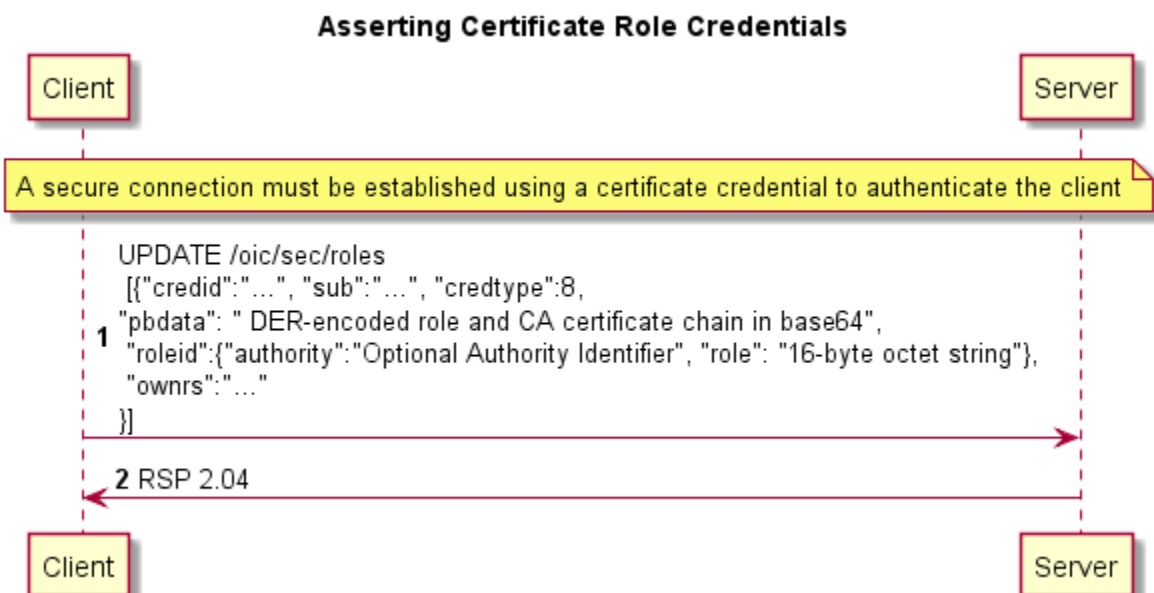 Asserting Certificate Role Credentials
Client
Server
A secure connection must be established using a certificate credential to authenticate the client
UPDATE /oic/sec/roles
[{"credid":"...", "sub":"...", "credtype":8,
"pbdata": " DER-encoded role and CA certificate chain in base64",
1
"roleid":{"authority":"Optional Authority Identifier", "role": "16-byte octet string"},
"ownrs":"..."
}]
2 RSP 2.04
Client
Server